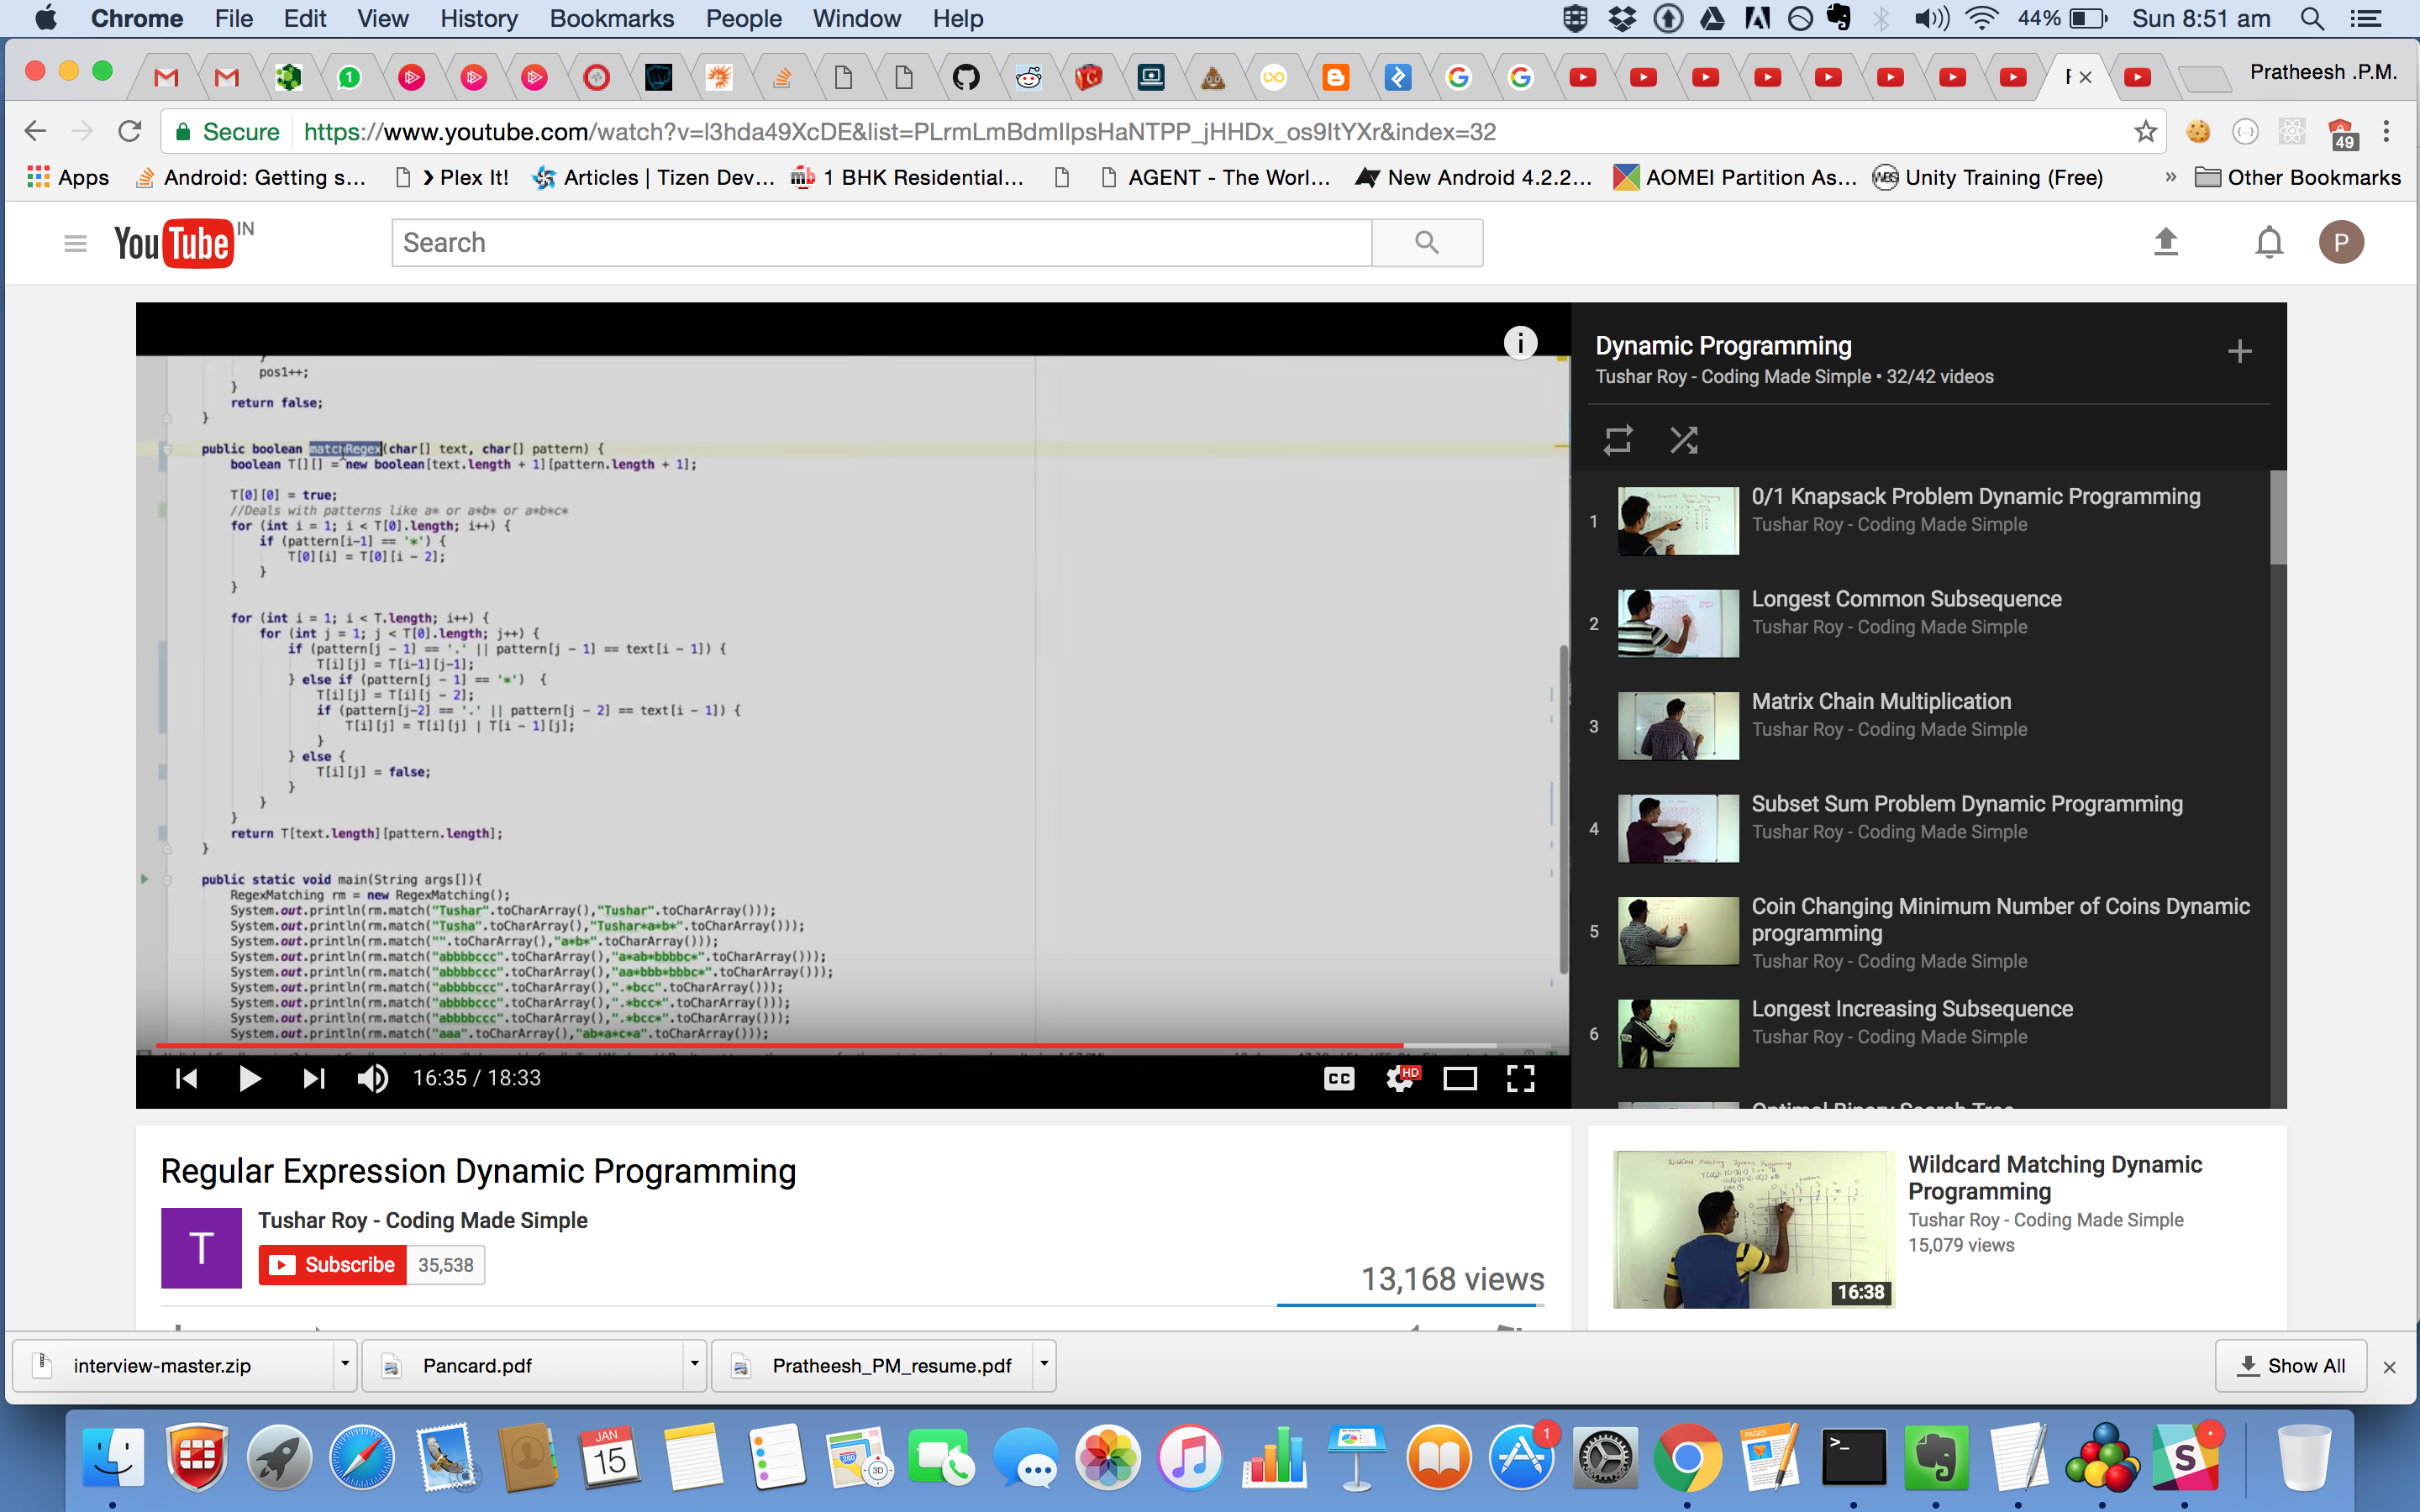 Chrome File Edit View History Bookmarks People Window Help 44% Sun 8:51 am
1 F Pratheesh .P.M.
Secure https://www.youtube.com/watch?v=l3hda49XcDE&list=PLrmLmBdmIlpsHaNTPP_jHHDx_os9ItYXr&index=32 49
Apps Android: Getting s... ❯ Plex It! Articles | Tizen Dev... mb 1 BHK Residential... AGENT - The Worl... New Android 4.2.2... AOMEI Partition As... WBS Unity Training (Free) » Other Bookmarks
YouTube IN Search P
pos1++;
}
return false;
}
public boolean matchRegex(char[] text, char[] pattern) {
boolean T[][] = new boolean[text.length + 1][pattern.length + 1];
T[0][0] = true;
//Deals with patterns like a* or a*b* or a*b*c*
for (int i = 1; i < T[0].length; i++) {
if (pattern[i-1] == '*') {
T[0][i] = T[0][i - 2];
}
}
for (int i = 1; i < T.length; i++) {
for (int j = 1; j < T[0].length; j++) {
if (pattern[j - 1] == '.' || pattern[j - 1] == text[i - 1]) {
T[i][j] = T[i-1][j-1];
} else if (pattern[j - 1] == '*')  {
T[i][j] = T[i][j - 2];
if (pattern[j-2] == '.' || pattern[j - 2] == text[i - 1]) {
T[i][j] = T[i][j] | T[i - 1][j];
}
} else {
T[i][j] = false;
}
}
}
return T[text.length][pattern.length];
}
public static void main(String args[]){
RegexMatching rm = new RegexMatching();
System.out.println(rm.match("Tushar".toCharArray(),"Tushar".toCharArray()));
System.out.println(rm.match("Tusha".toCharArray(),"Tushar*a*b*".toCharArray()));
System.out.println(rm.match("".toCharArray(),"a*b*".toCharArray()));
System.out.println(rm.match("abbbbccc".toCharArray(),"a*ab*bbbbc*".toCharArray()));
System.out.println(rm.match("abbbbccc".toCharArray(),"aa*bbb*bbbc*".toCharArray()));
System.out.println(rm.match("abbbbccc".toCharArray(),".*bcc".toCharArray()));
System.out.println(rm.match("abbbbccc".toCharArray(),".*bcc*".toCharArray()));
System.out.println(rm.match("abbbbccc".toCharArray(),".*bcc*".toCharArray()));
System.out.println(rm.match("aaa".toCharArray(),"ab*a*c*a".toCharArray()));
16:35 / 18:33 CC HD
Dynamic Programming
Tushar Roy - Coding Made Simple • 32/42 videos
1 0/1 Knapsack Problem Dynamic Programming
Tushar Roy - Coding Made Simple
2 Longest Common Subsequence
Tushar Roy - Coding Made Simple
3 Matrix Chain Multiplication
Tushar Roy - Coding Made Simple
4 Subset Sum Problem Dynamic Programming
Tushar Roy - Coding Made Simple
5 Coin Changing Minimum Number of Coins Dynamic
programming
Tushar Roy - Coding Made Simple
6 Longest Increasing Subsequence
Tushar Roy - Coding Made Simple
Optimal Binary Search Tree
Regular Expression Dynamic Programming
T Tushar Roy - Coding Made Simple
Subscribe 35,538
13,168 views
Wildcard Matching Dynamic
Programming
Tushar Roy - Coding Made Simple
15,079 views
16:38
interview-master.zip Pancard.pdf Pratheesh_PM_resume.pdf Show All
JAN
15
280
3D
1
PAGES
>_
S